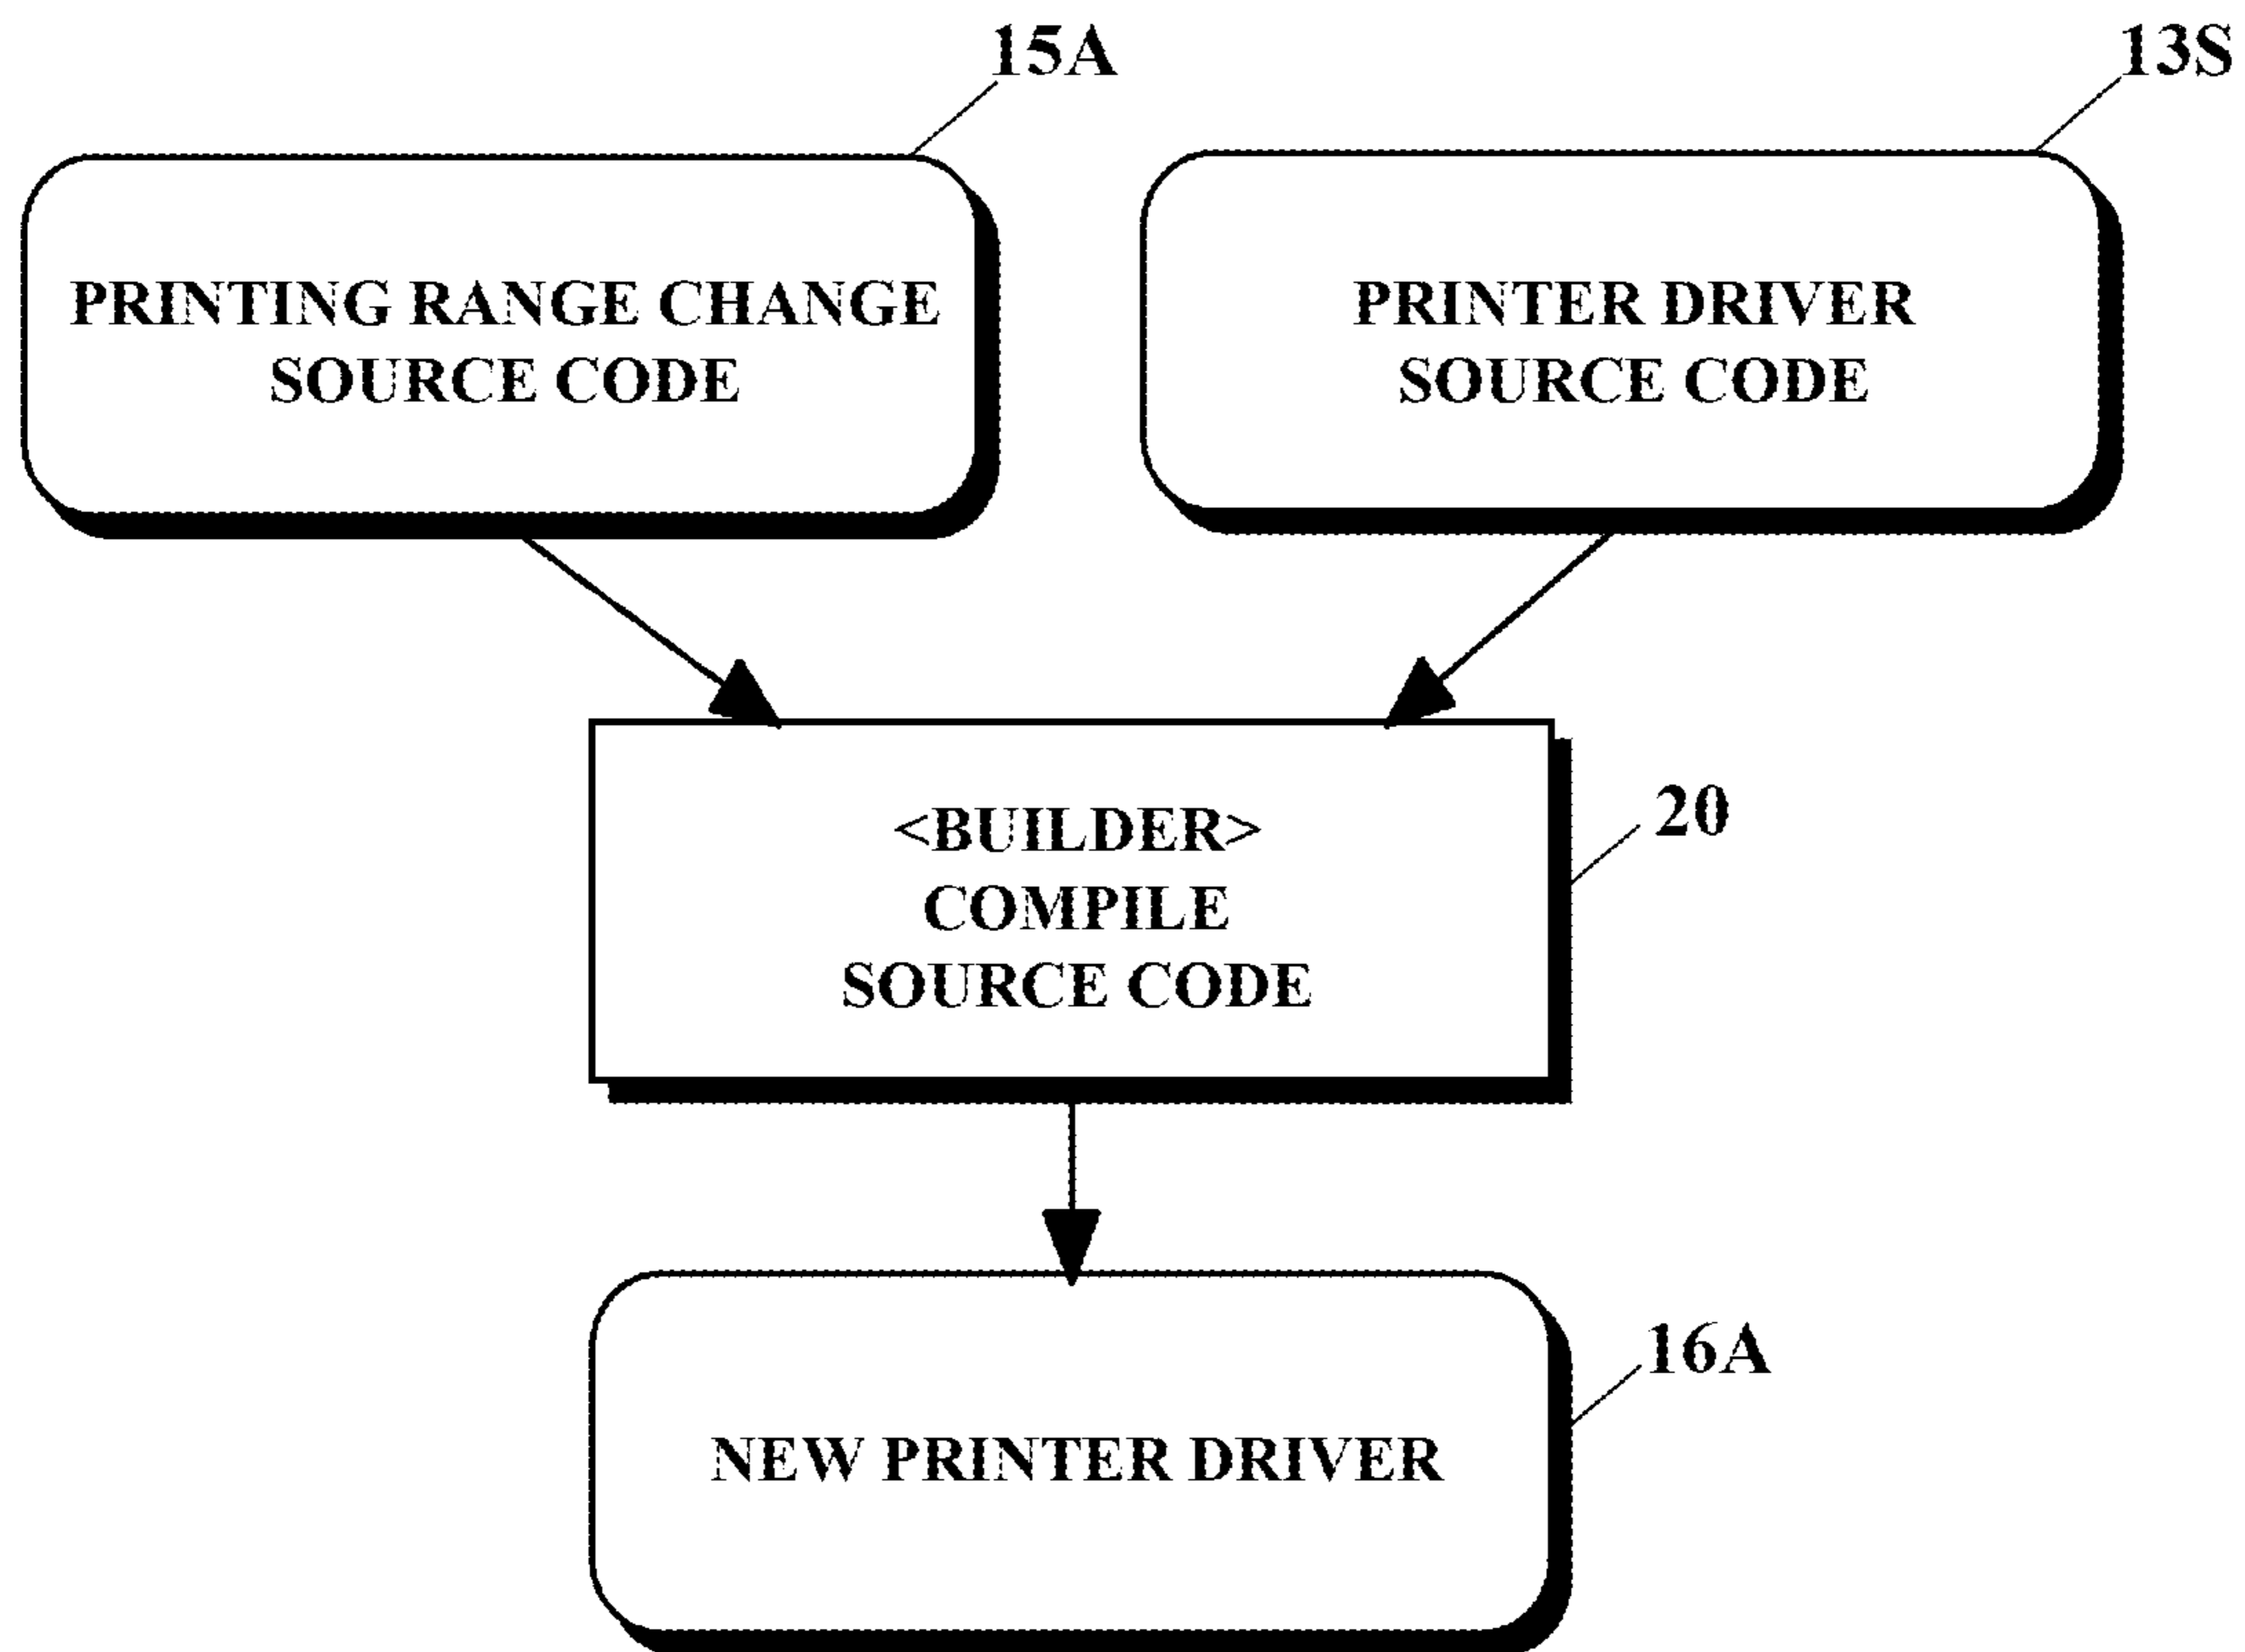 15A
13S
PRINTING RANGE CHANGE
SOURCE CODE
PRINTER DRIVER
SOURCE CODE
<BUILDER>
COMPILE
SOURCE CODE
20
16A
NEW PRINTER DRIVER